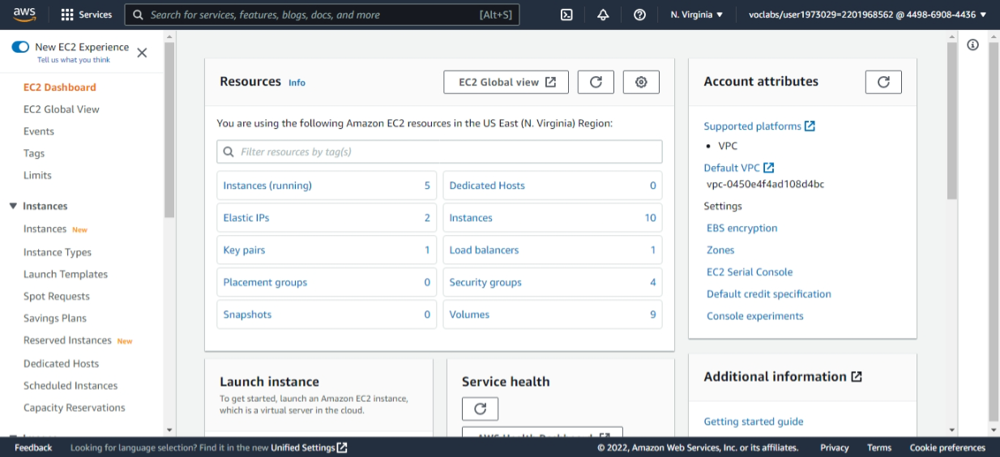 aws
Services
Search for services, features, blogs, docs, and more
[Alt+S]
N. Virginia
voclabs/user1973029=2201968562 @ 4498-6908-4436
New EC2 Experience
Tell us what you think
EC2 Dashboard
EC2 Global View
Events
Tags
Limits
Instances
Instances New
Instance Types
Launch Templates
Spot Requests
Savings Plans
Reserved Instances New
Dedicated Hosts
Scheduled Instances
Capacity Reservations
Resources Info
EC2 Global view
You are using the following Amazon EC2 resources in the US East (N. Virginia) Region:
Filter resources by tag(s)
Instances (running) 5
Dedicated Hosts 0
Elastic IPs 2
Instances 10
Key pairs 1
Load balancers 1
Placement groups 0
Security groups 4
Snapshots 0
Volumes 9
Launch instance
To get started, launch an Amazon EC2 instance,
which is a virtual server in the cloud.
Service health
Account attributes
Supported platforms
• VPC
Default VPC
vpc-0450e4f4ad108d4bc
Settings
EBS encryption
Zones
EC2 Serial Console
Default credit specification
Console experiments
Additional information
Getting started guide
Feedback
Looking for language selection? Find it in the new Unified Settings
© 2022, Amazon Web Services, Inc. or its affiliates.
Privacy
Terms
Cookie preferences